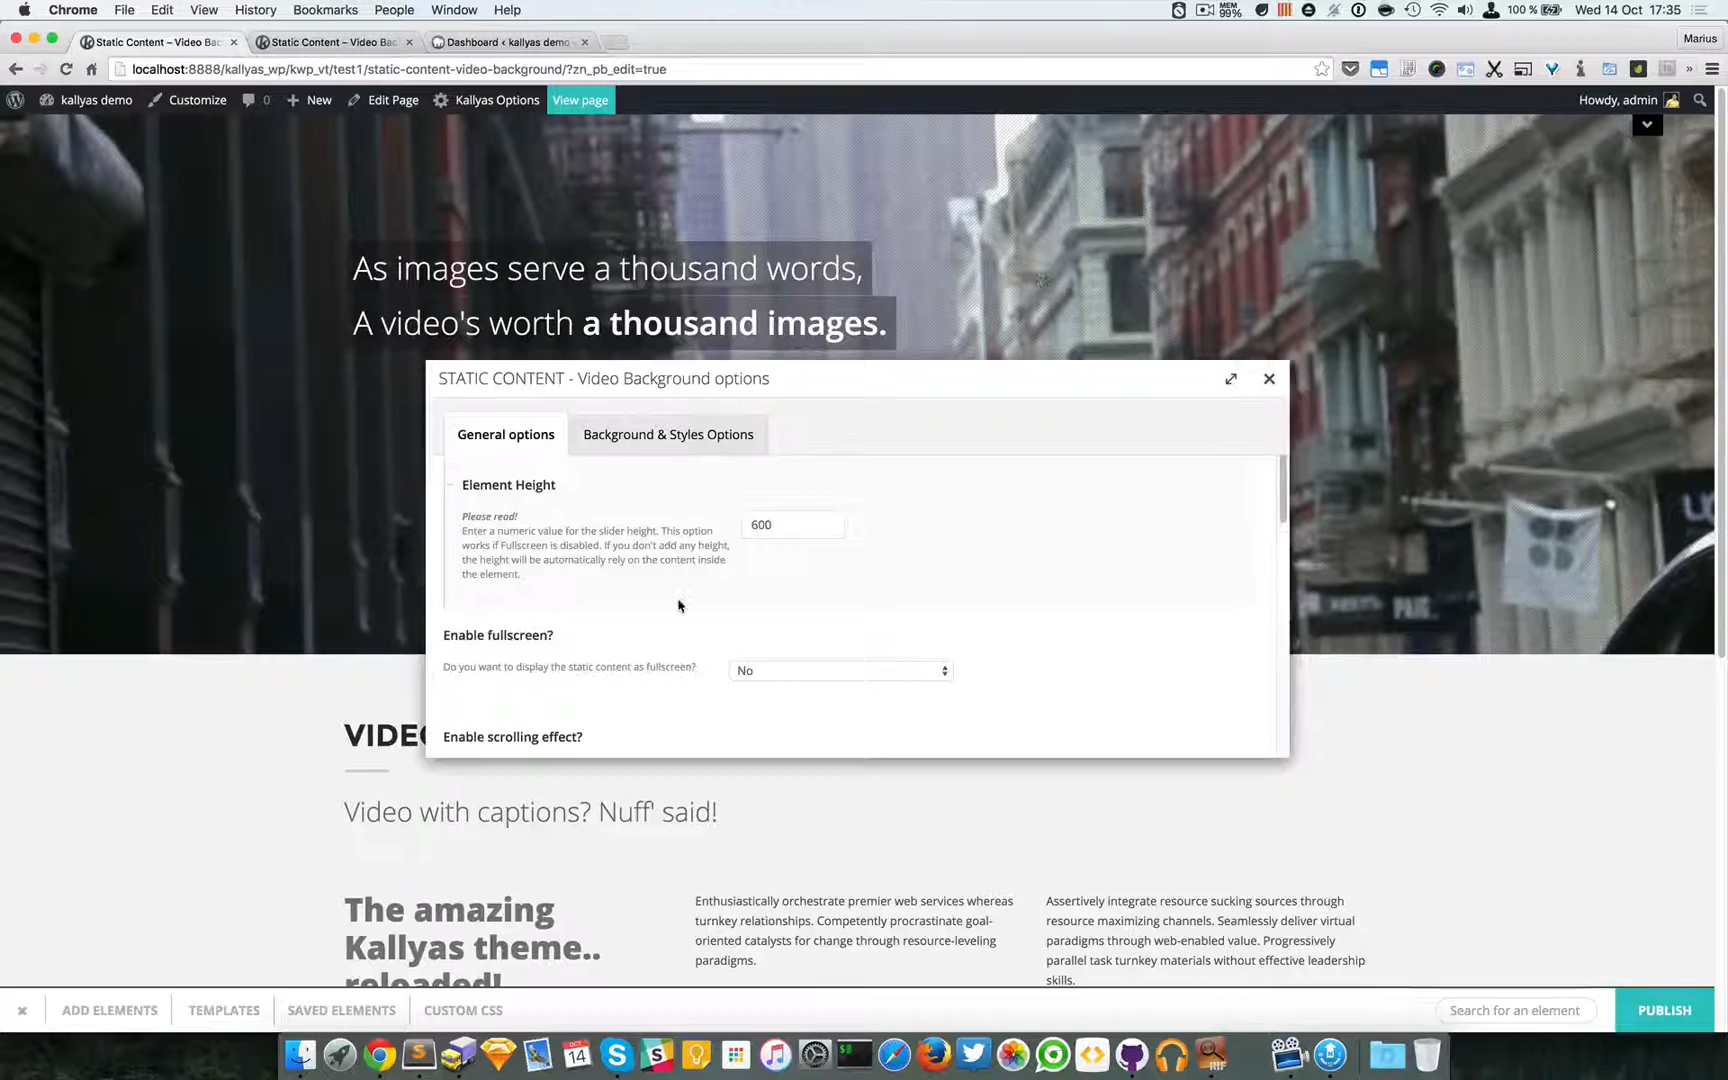 Chrome File Edit View History Bookmarks People Window Help MEM 99% 100 % Wed 14 Oct 17:35
Static Content – Video Bac Static Content – Video Bac Dashboard ‹ kallyas demo Marius
localhost:8888/kallyas_wp/kwp_vt/test1/static-content-video-background/?zn_pb_edit=true
kallyas demo Customize 0 New Edit Page Kallyas Options View page Howdy, admin
As images serve a thousand words,
A video's worth a thousand images.
STATIC CONTENT - Video Background options
General options Background & Styles Options
Element Height
Please read!
Enter a numeric value for the slider height. This option
works if Fullscreen is disabled. If you don't add any height,
the height will be automatically rely on the content inside
the element.
600
Enable fullscreen?
Do you want to display the static content as fullscreen? No
Enable scrolling effect?
VIDEO
Video with captions? Nuff' said!
The amazing
Kallyas theme..
reloaded!
Enthusiastically orchestrate premier web services whereas
turnkey relationships. Competently procrastinate goal-
oriented catalysts for change through resource-leveling
paradigms.
Assertively integrate resource sucking sources through
resource maximizing channels. Seamlessly deliver virtual
paradigms through web-enabled value. Progressively
parallel task turnkey materials without effective leadership
skills.
ADD ELEMENTS TEMPLATES SAVED ELEMENTS CUSTOM CSS Search for an element PUBLISH
OCT
14
RIF